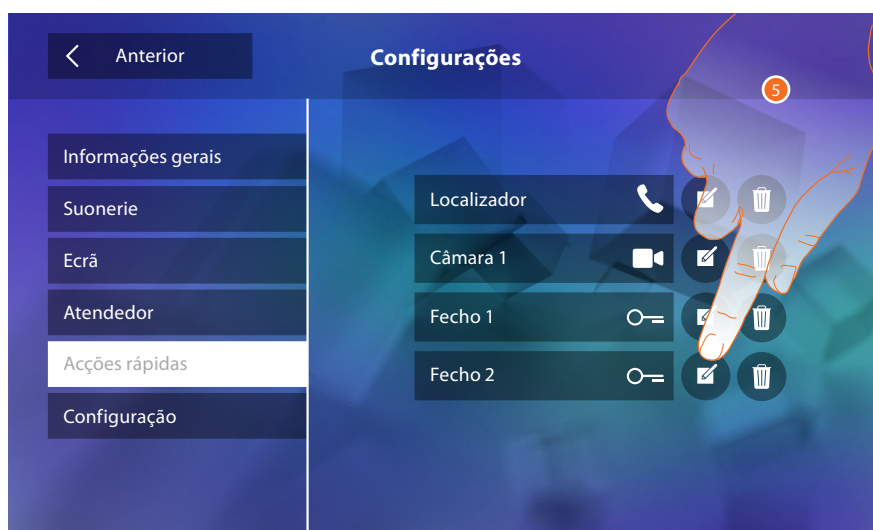 Anterior
Configurações
5
Informações gerais
Suonerie
Ecrã
Atendedor
Acções rápidas
Configuração
Localizador
Câmara 1
Fecho 1
Fecho 2